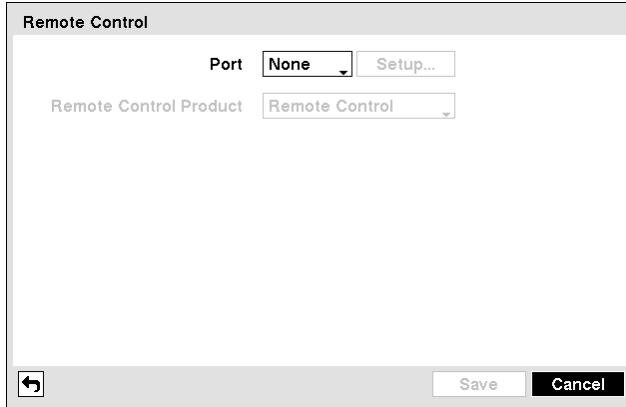 Remote Control
Port None Setup...
Remote Control Product Remote Control
Save Cancel